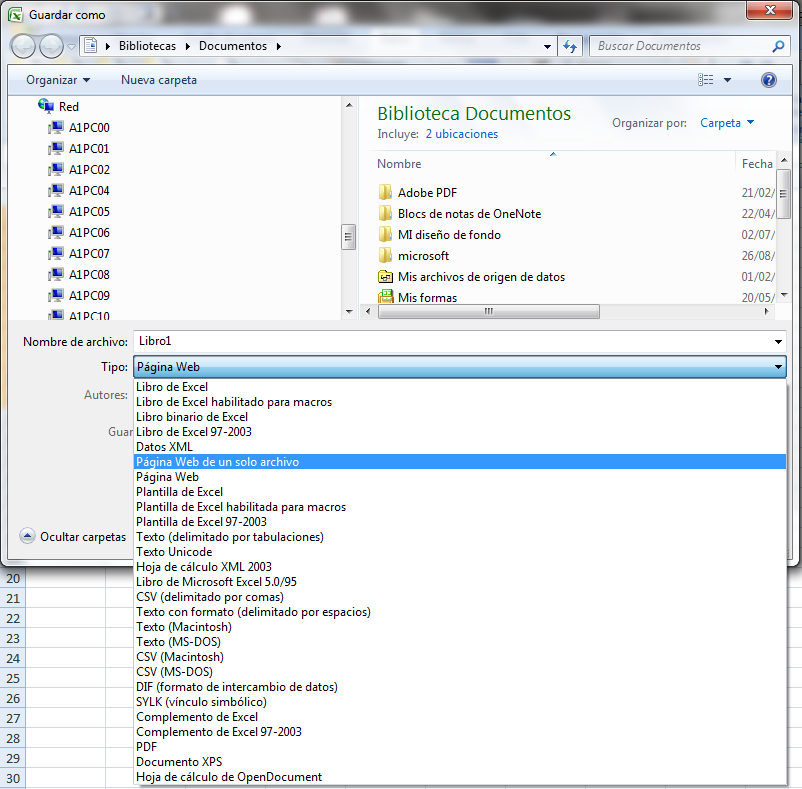 Guardar como
Bibliotecas Documentos
Buscar Documentos
Organizar Nueva carpeta
Red
A1PC00
A1PC01
A1PC02
A1PC04
A1PC05
A1PC06
A1PC07
A1PC08
A1PC09
A1PC10
Biblioteca Documentos
Incluye: 2 ubicaciones
Organizar por: Carpeta
Nombre Fecha
Adobe PDF 21/02/
Blocs de notas de OneNote 22/04/
MI diseño de fondo 02/07/
microsoft 26/08/
Mis archivos de origen de datos 01/02/
Mis formas 20/05/
Nombre de archivo: Libro1
Tipo: Página Web
Autores:
Guar
Libro de Excel
Libro de Excel habilitado para macros
Libro binario de Excel
Libro de Excel 97-2003
Datos XML
Página Web de un solo archivo
Página Web
Plantilla de Excel
Plantilla de Excel habilitada para macros
Plantilla de Excel 97-2003
Texto (delimitado por tabulaciones)
Texto Unicode
Hoja de cálculo XML 2003
Libro de Microsoft Excel 5.0/95
CSV (delimitado por comas)
Texto con formato (delimitado por espacios)
Texto (Macintosh)
Texto (MS-DOS)
CSV (Macintosh)
CSV (MS-DOS)
DIF (formato de intercambio de datos)
SYLK (vínculo simbólico)
Complemento de Excel
Complemento de Excel 97-2003
PDF
Documento XPS
Hoja de cálculo de OpenDocument
Ocultar carpetas
20
21
22
23
24
25
26
27
28
29
30